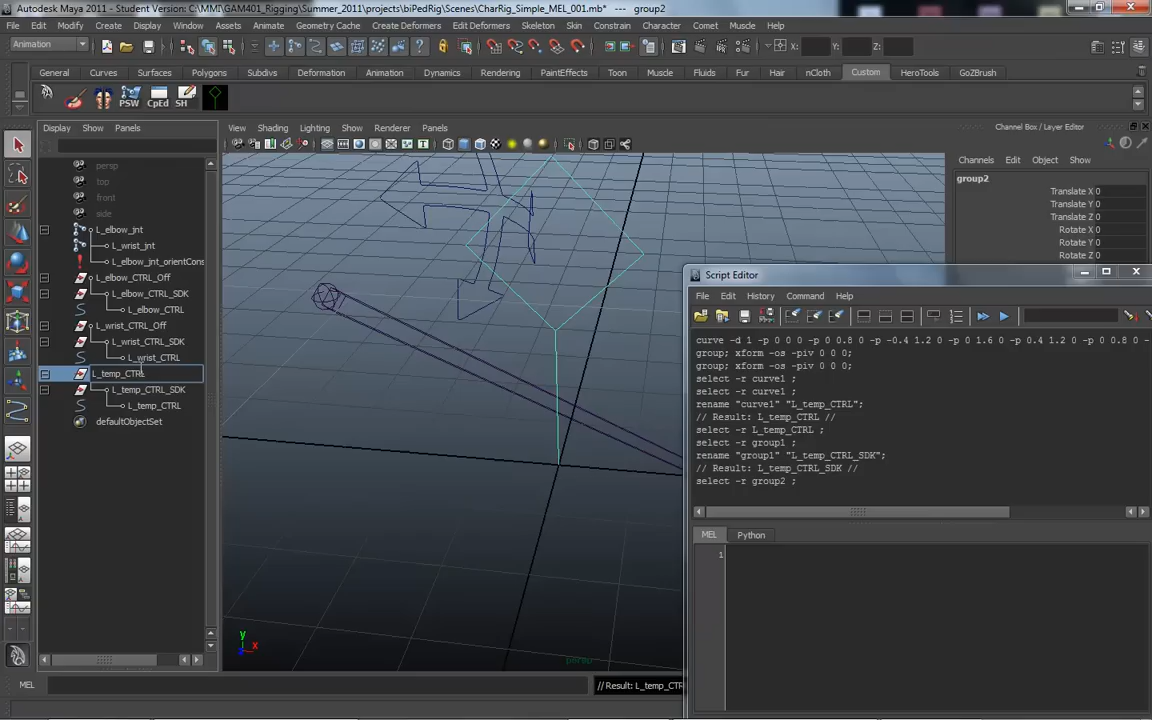 Autodesk Maya 2011 - Student Version: C:\MMI\GAM401_Rigging\Summer_2011\projects\biPedRig\Scenes\CharRig_Simple_MEL_001.mb* --- group2
File Edit Modify Create Display Window Assets Animate Geometry Cache Create Deformers Edit Deformers Skeleton Skin Constrain Character Comet Muscle Help
Animation X: Y: Z:
General Curves Surfaces Polygons Subdivs Deformation Animation Dynamics Rendering PaintEffects Toon Muscle Fluids Fur Hair nCloth Custom HeroTools GoZBrush
PSW CpEd SH
Display Show Panels
View Shading Lighting Show Renderer Panels
Channel Box / Layer Editor
Channels Edit Object Show
persp
top
front
side
L_elbow_jnt
L_wrist_jnt
L_elbow_jnt_orientCons
L_elbow_CTRL_Off
L_elbow_CTRL_SDK
L_elbow_CTRL
L_wrist_CTRL_Off
L_wrist_CTRL_SDK
L_wrist_CTRL
L_temp_CTRL
L_temp_CTRL_SDK
L_temp_CTRL
defaultObjectSet
group2
Translate X 0
Translate Y 0
Translate Z 0
Rotate X 0
Rotate Y 0
Rotate Z 0
Script Editor
File Edit History Command Help
curve -d 1 -p 0 0 0 -p 0 0.8 0 -p -0.4 1.2 0 -p 0 1.6 0 -p 0.4 1.2 0 -p 0 0.8 0 -
group; xform -os -piv 0 0 0;
group; xform -os -piv 0 0 0;
select -r curve1 ;
select -r curve1 ;
rename "curve1" "L_temp_CTRL";
// Result: L_temp_CTRL //
select -r L_temp_CTRL ;
select -r group1 ;
rename "group1" "L_temp_CTRL_SDK";
// Result: L_temp_CTRL_SDK //
select -r group2 ;
MEL Python
1
y
x
persp
MEL
// Result: L_temp_CTR